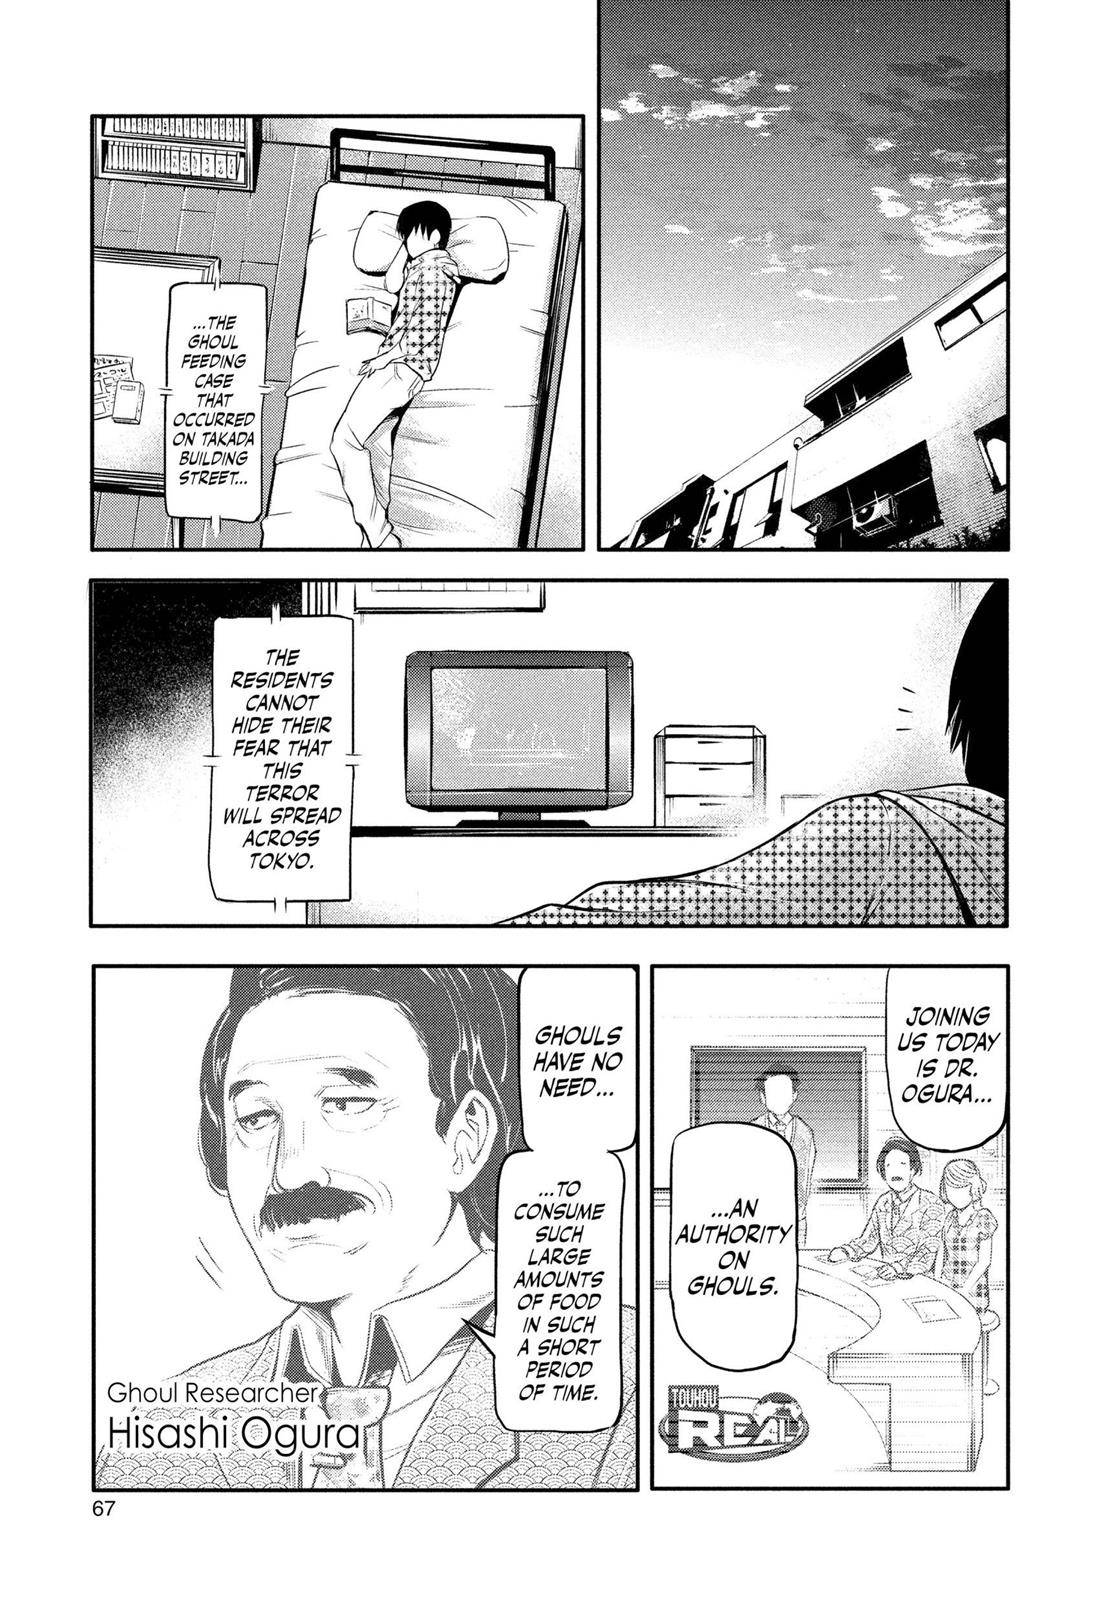 ...THE
GHOUL
FEEDING
CASE
THAT
OCCURRED
ON TAKADA
BUILDING
STREET...
THE
RESIDENTS
CANNOT
HIDE THEIR
FEAR THAT
THIS
TERROR
WILL SPREAD
ACROSS
TOKYO.
JOINING
US TODAY
IS DR.
OGURA...
...AN
AUTHORITY
ON
GHOULS.
TOUHOU
REAL
GHOULS
HAVE NO
NEED...
...TO
CONSUME
SUCH
LARGE
AMOUNTS
OF FOOD
IN SUCH
A SHORT
PERIOD
OF TIME.
Ghoul Researcher
Hisashi Ogura
67